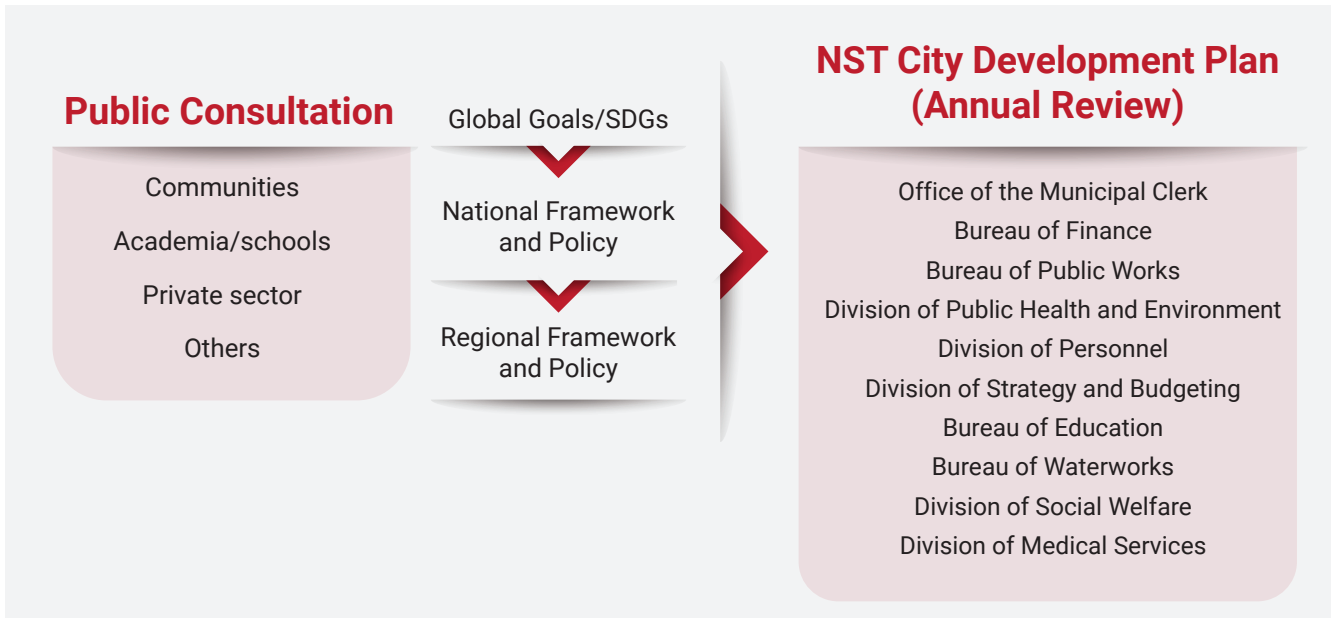 Public Consultation
Communities
Academia/schools
Private sector
Others
Global Goals/SDGs
National Framework
and Policy
Regional Framework
and Policy
NST City Development Plan
(Annual Review)
Office of the Municipal Clerk
Bureau of Finance
Bureau of Public Works
Division of Public Health and Environment
Division of Personnel
Division of Strategy and Budgeting
Bureau of Education
Bureau of Waterworks
Division of Social Welfare
Division of Medical Services